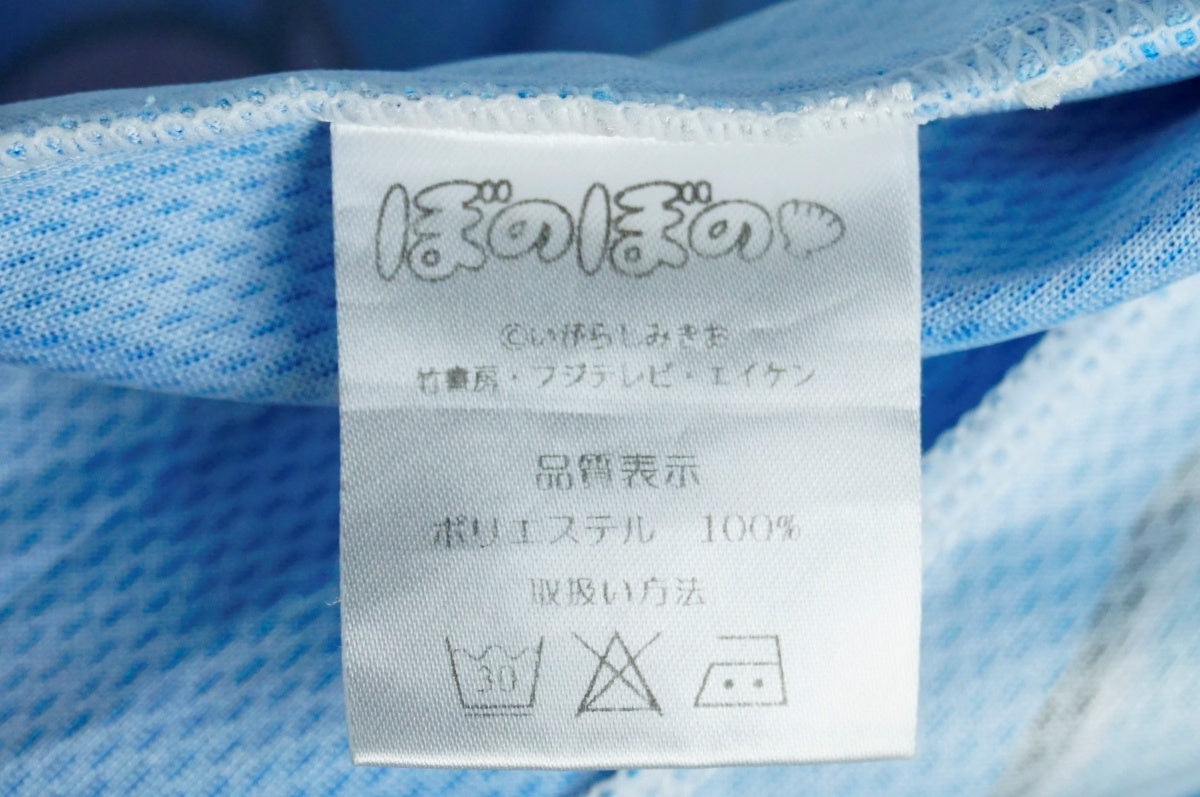 ぼのぼの
©いがらしみきお
竹書房・フジテレビ・エイケン
品質表示
ポリエステル 100%
取扱い方法
30